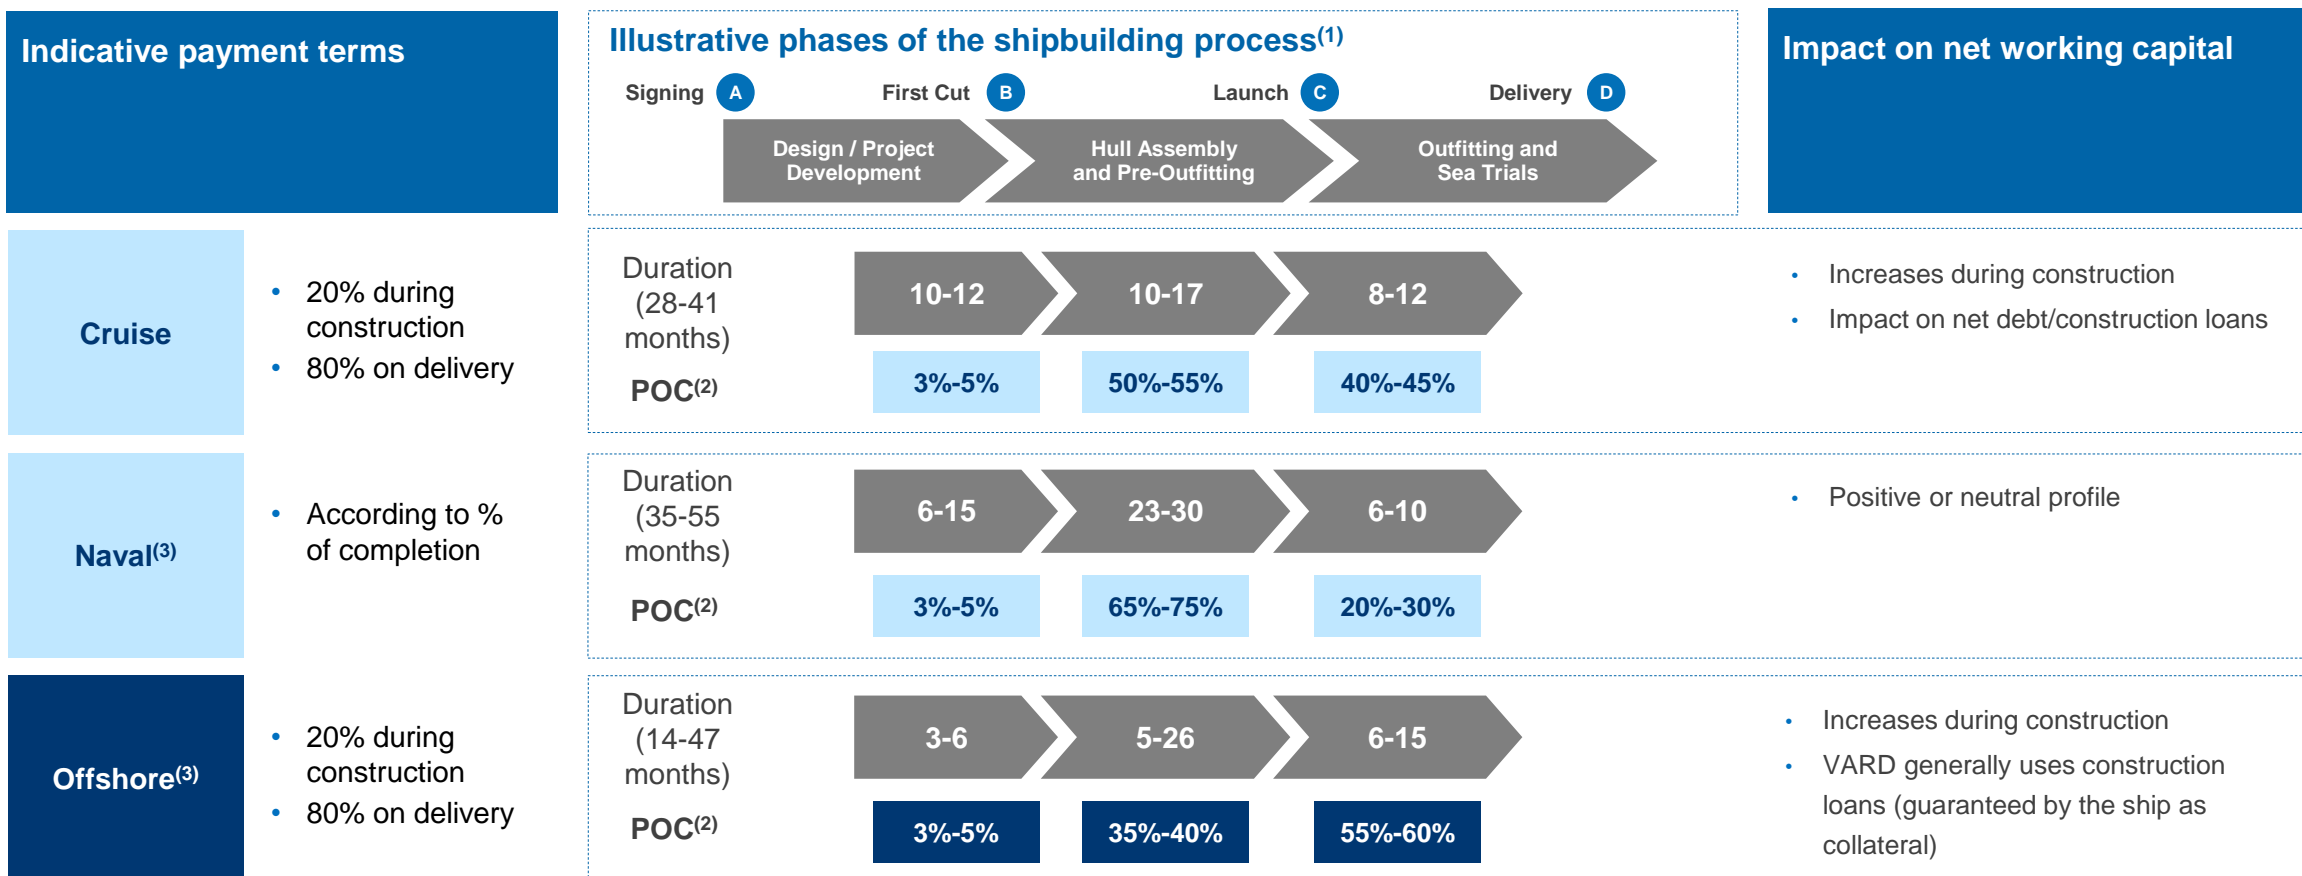 Indicative payment terms
Illustrative phases of the shipbuilding process(1)
Signing A First Cut B Launch C Delivery D
Design / Project
Development
Hull Assembly
and Pre-Outfitting
Outfitting and
Sea Trials
Impact on net working capital
Cruise
• 20% during
construction
• 80% on delivery
Duration
(28-41
months)
10-12 10-17 8-12
POC(2) 3%-5% 50%-55% 40%-45%
• Increases during construction
• Impact on net debt/construction loans
Naval(3)
• According to %
of completion
Duration
(35-55
months)
6-15 23-30 6-10
POC(2) 3%-5% 65%-75% 20%-30%
• Positive or neutral profile
Offshore(3)
• 20% during
construction
• 80% on delivery
Duration
(14-47
months)
3-6 5-26 6-15
POC(2) 3%-5% 35%-40% 55%-60%
• Increases during construction
• VARD generally uses construction
loans (guaranteed by the ship as
collateral)